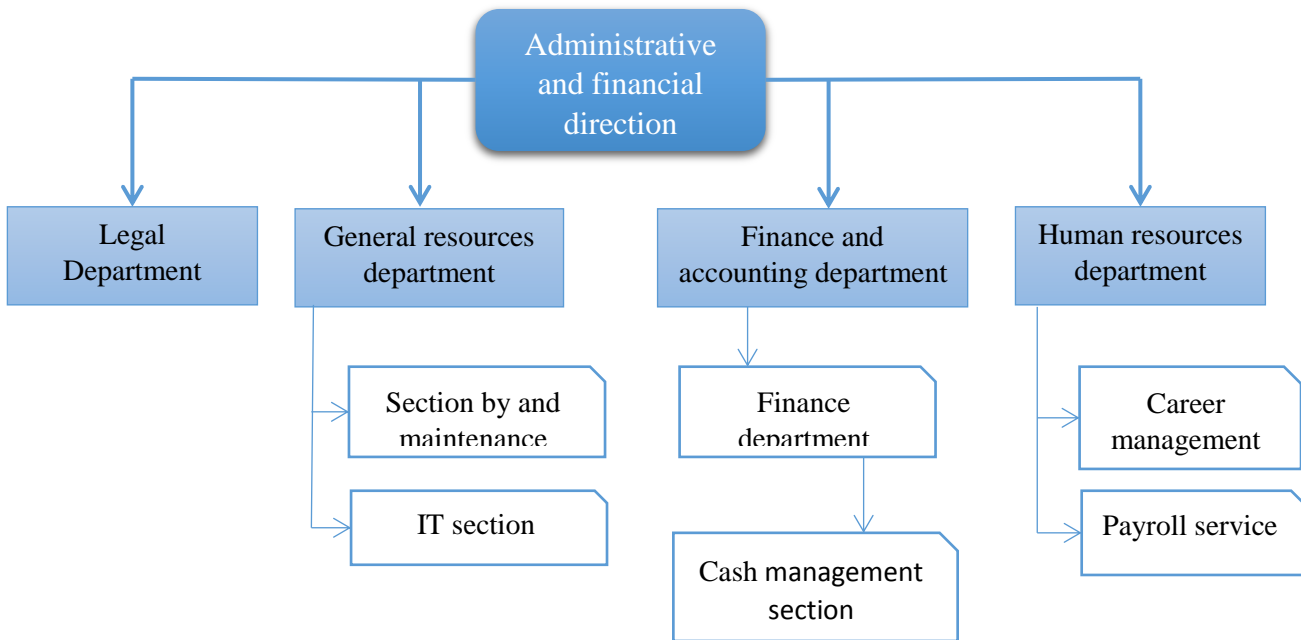 Administrative
and financial
direction
Legal
Department
General resources
department
Finance and
accounting department
Human resources
department
Section by and
maintenance
Finance
department
Career
management
IT section
Payroll service
Cash management
section